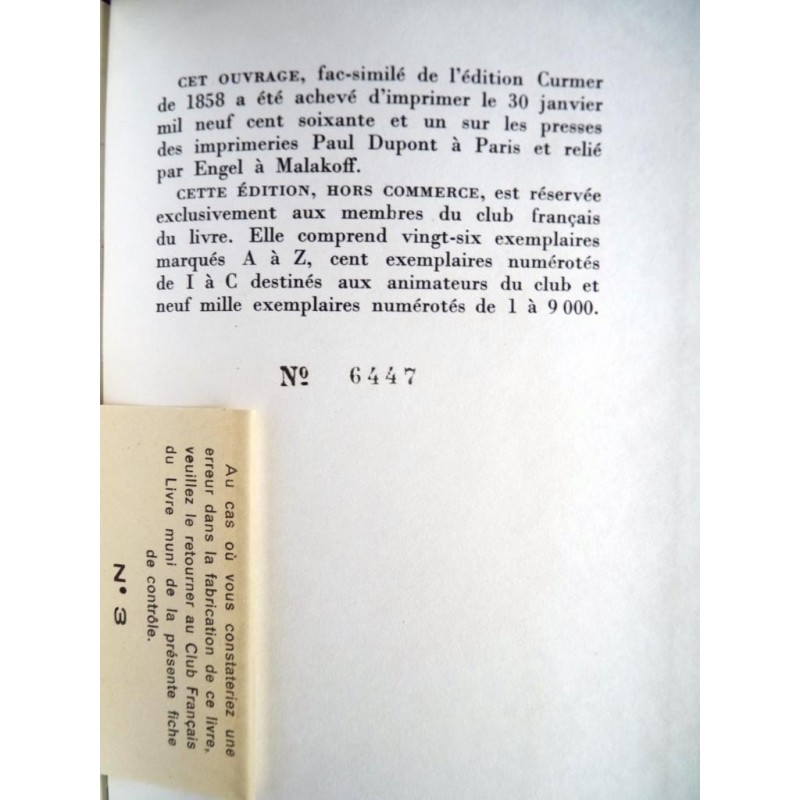 CET OUVRAGE, fac-similé de l'édition Curmer
de 1858 a été achevé d'imprimer le 30 janvier
mil neuf cent soixante et un sur les presses
des imprimeries Paul Dupont à Paris et relié
par Engel à Malakoff.
CETTE ÉDITION, HORS COMMERCE, est réservée
exclusivement aux membres du club français
du livre. Elle comprend vingt-six exemplaires
marqués A à Z, cent exemplaires numérotés
de I à C destinés aux animateurs du club et
neuf mille exemplaires numérotés de 1 à 9 000.
Nº 6447
Au cas où vous constateriez une
erreur dans la fabrication de ce livre,
veuillez le retourner au Club Français
du Livre muni de la présente fiche
de contrôle.
N° 3